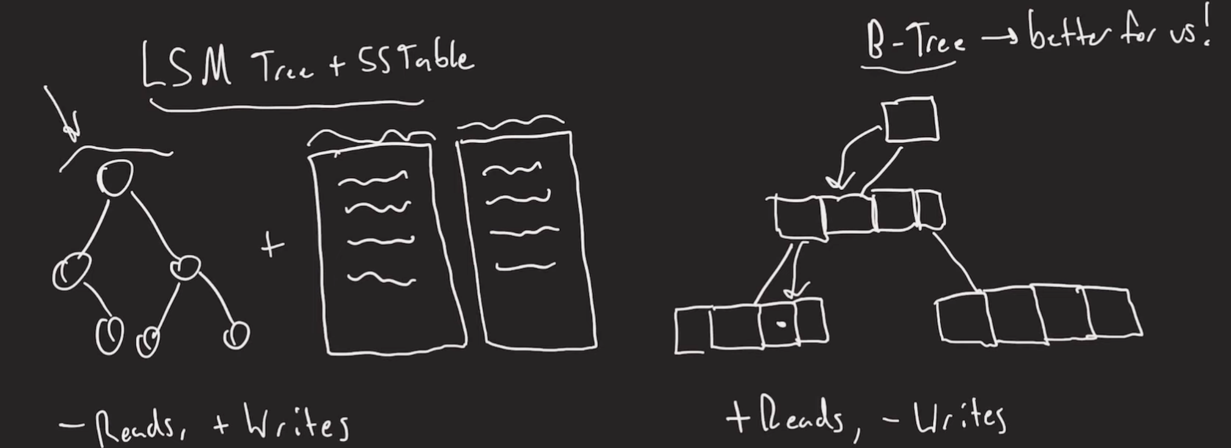 LSM Tree + SSTable
B-Tree → better for us!
+
- Reads, + Writes
+ Reads, - Writes